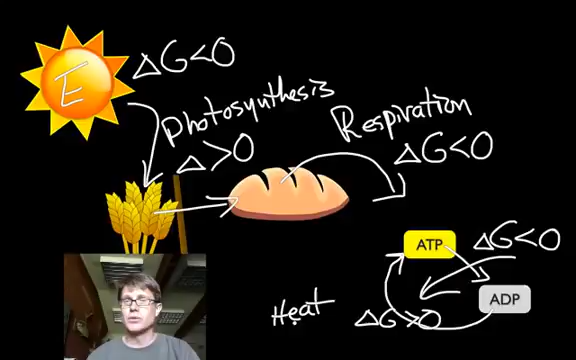 E
ΔG<0
Photosynthesis
Δ>0
Respiration
ΔG<0
ATP
ΔG<0
ADP
Heat
ΔG>0